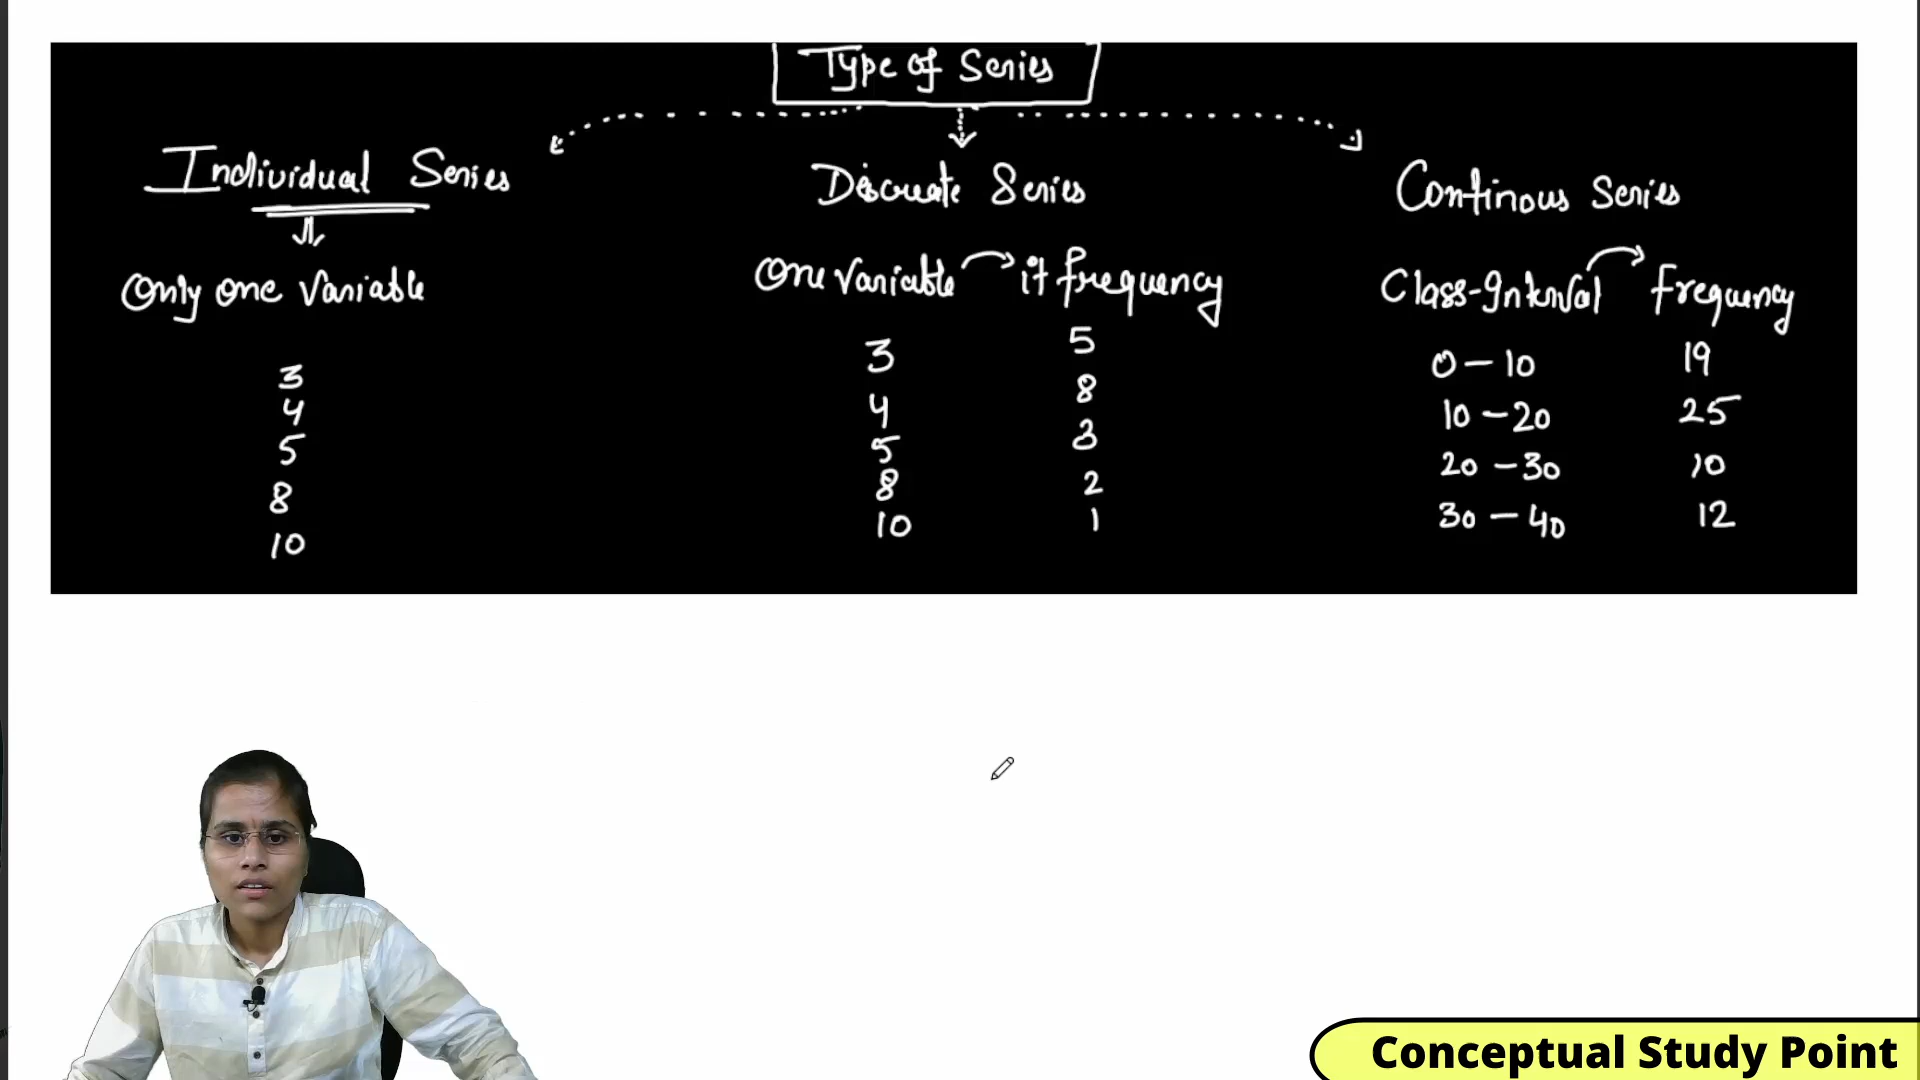 Type of Series
Individual Series
Only one Variable
3
4
5
8
10
Discreate Series
One Variable it frequency
3 5
4 8
5 3
8 2
10 1
Continous Series
Class-Interval Frequency
0 – 10 19
10 – 20 25
20 – 30 10
30 – 40 12
Conceptual Study Point